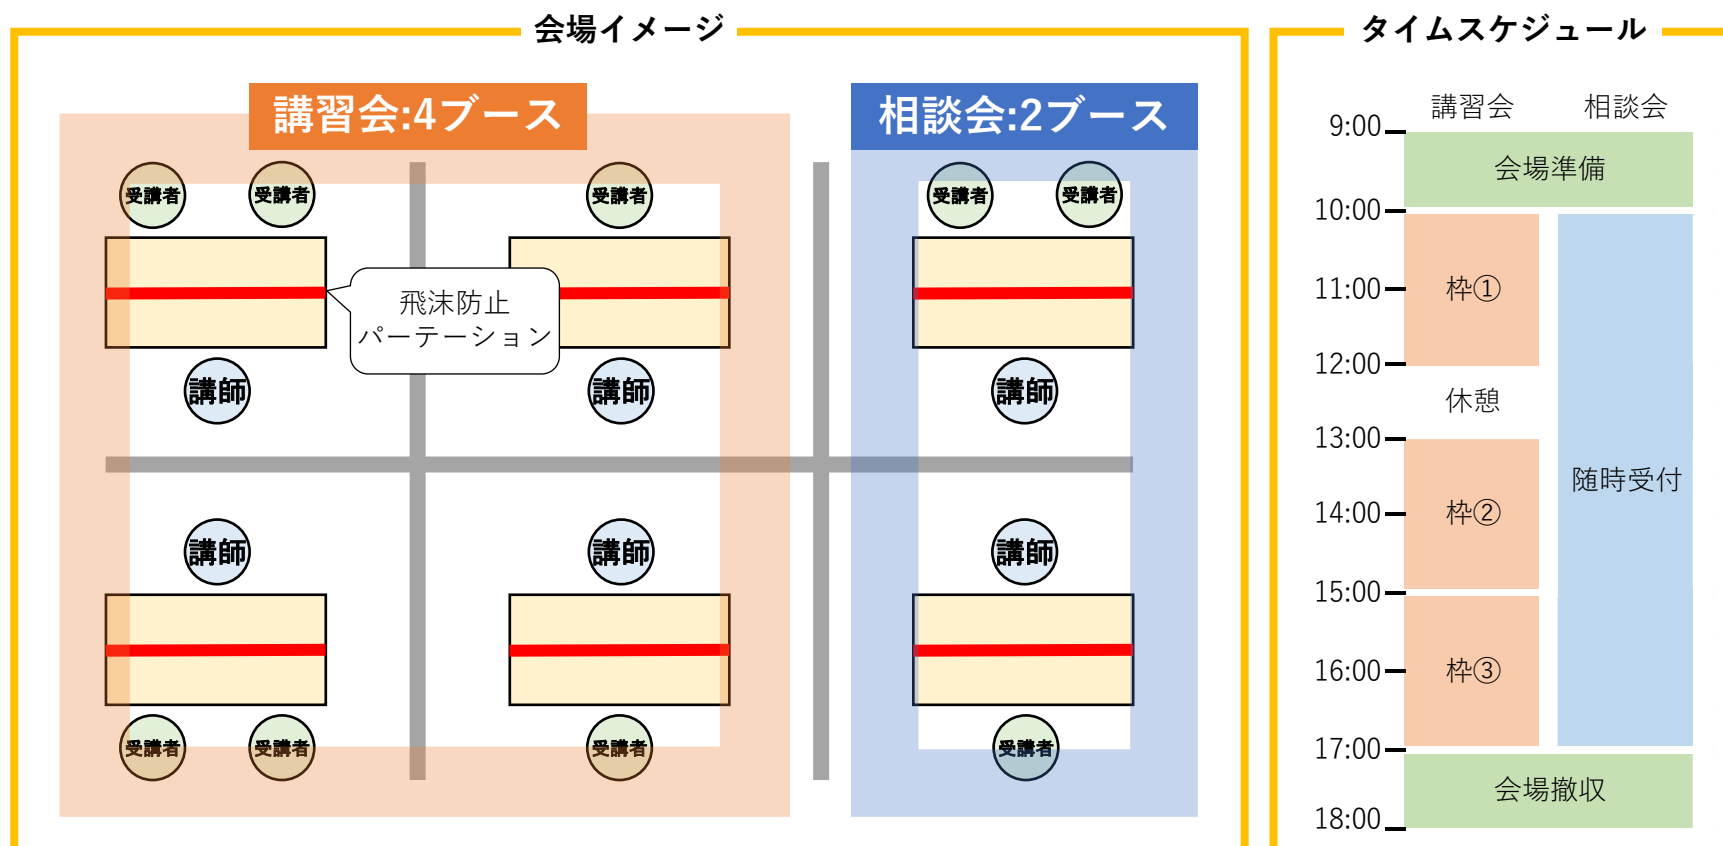 会場イメージ
講習会:4ブース
相談会:2ブース
受講者
受講者
受講者
受講者
受講者
飛沫防止
パーテーション
講師
講師
講師
講師
講師
講師
受講者
受講者
受講者
受講者
タイムスケジュール
講習会
相談会
9:00
会場準備
10:00
枠①
11:00
12:00
休憩
13:00
随時受付
14:00
枠②
15:00
16:00
枠③
17:00
会場撤収
18:00